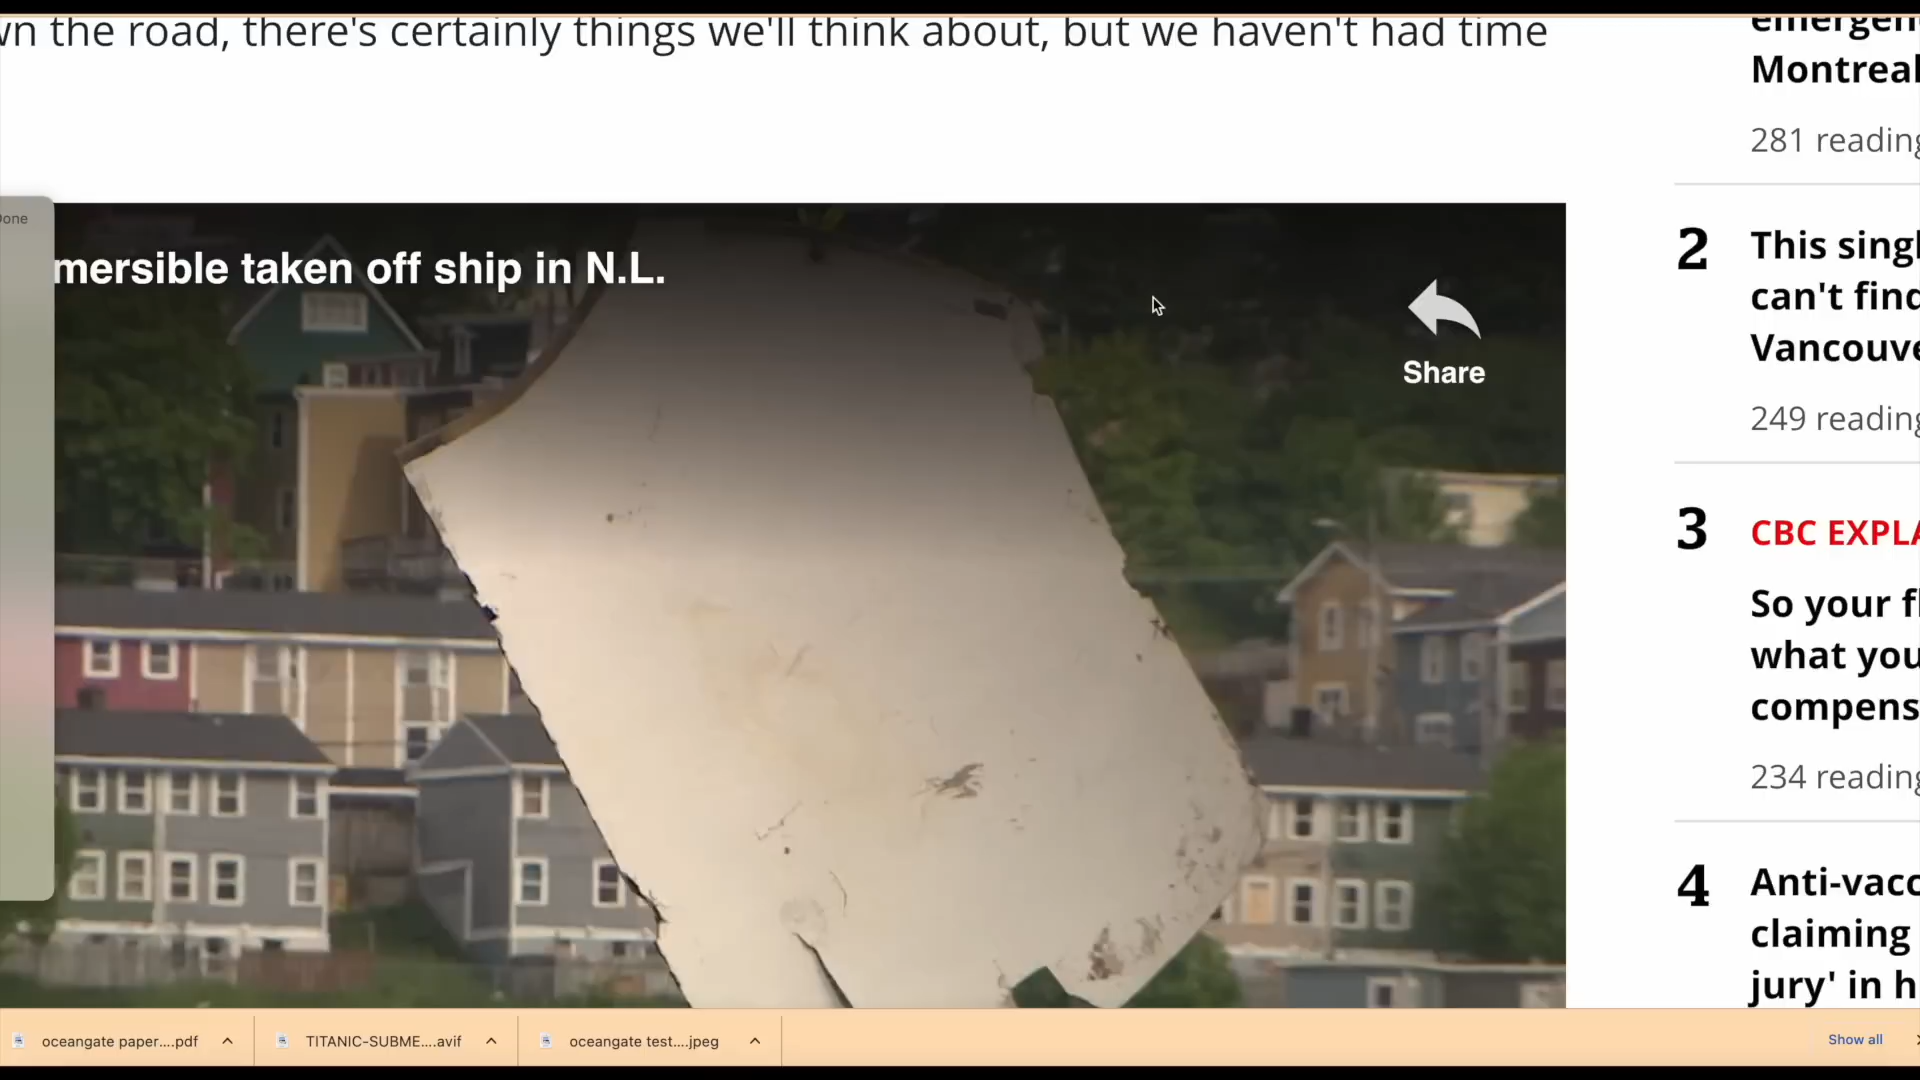 wn the road, there's certainly things we'll think about, but we haven't had time
Montreal
281 reading
2
This singl
can't find
Vancouve
249 reading
3
CBC EXPLA
So your fl
what you
compens
234 reading
4
Anti-vacc
claiming
jury' in h
Done
mersible taken off ship in N.L.
Share
oceangate paper....pdf
TITANIC-SUBME....avif
oceangate test....jpeg
Show all